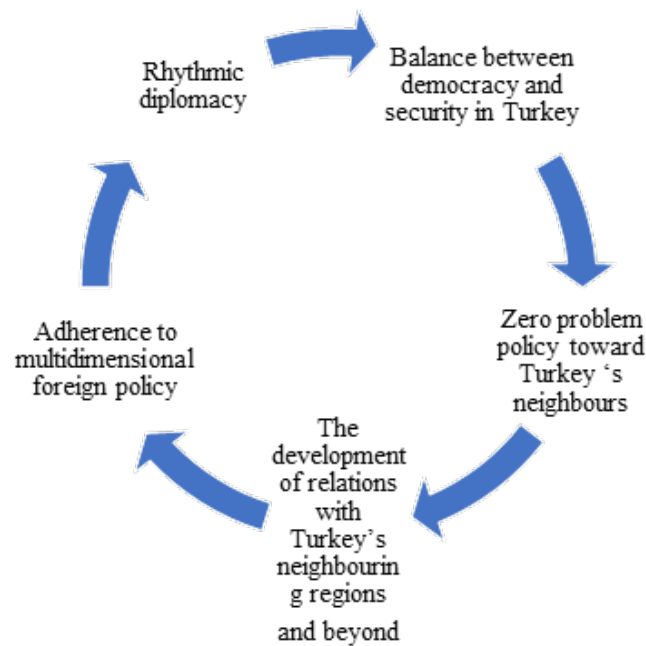 Rhythmic
diplomacy
Balance between
democracy and
security in Turkey
Zero problem
policy toward
Turkey ‘s
neighbours
The
development
of relations
with
Turkey’s
neighbourin
g regions
and beyond
Adherence to
multidimensional
foreign policy